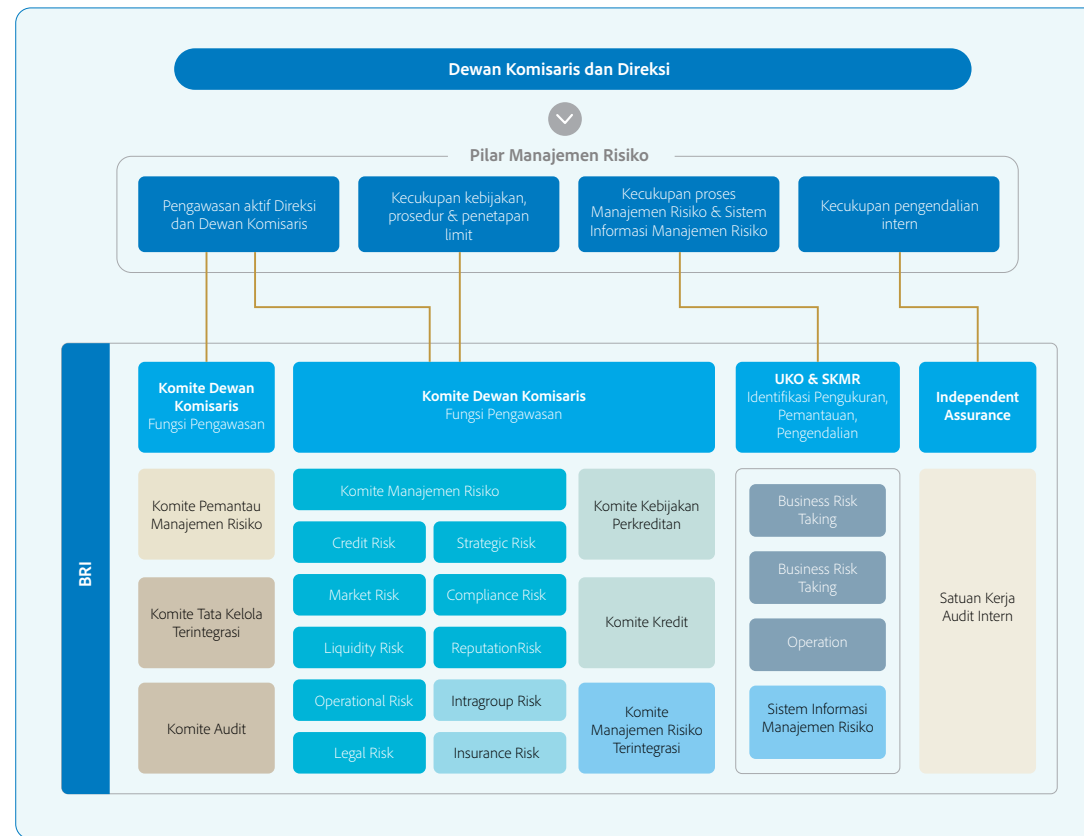 Dewan Komisaris dan Direksi
Pilar Manajemen Risiko
Pengawasan aktif Direksi
dan Dewan Komisaris
Kecukupan kebijakan,
prosedur & penetapan
limit
Kecukupan proses
Manajemen Risiko & Sistem
Informasi Manajemen Risiko
Kecukupan pengendalian
intern
BRI
Komite Dewan
Komisaris
Fungsi Pengawasan
Komite Pemantau
Manajemen Risiko
Komite Tata Kelola
Terintegrasi
Komite Audit
Komite Dewan Komisaris
Fungsi Pengawasan
Komite Manajemen Risiko
Credit Risk
Strategic Risk
Market Risk
Compliance Risk
Liquidity Risk
ReputationRisk
Operational Risk
Intragroup Risk
Legal Risk
Insurance Risk
Komite Kebijakan
Perkreditan
Komite Kredit
Komite
Manajemen Risiko
Terintegrasi
UKO & SKMR
Identifikasi Pengukuran,
Pemantauan,
Pengendalian
Business Risk
Taking
Business Risk
Taking
Operation
Sistem Informasi
Manajemen Risiko
Independent
Assurance
Satuan Kerja
Audit Intern